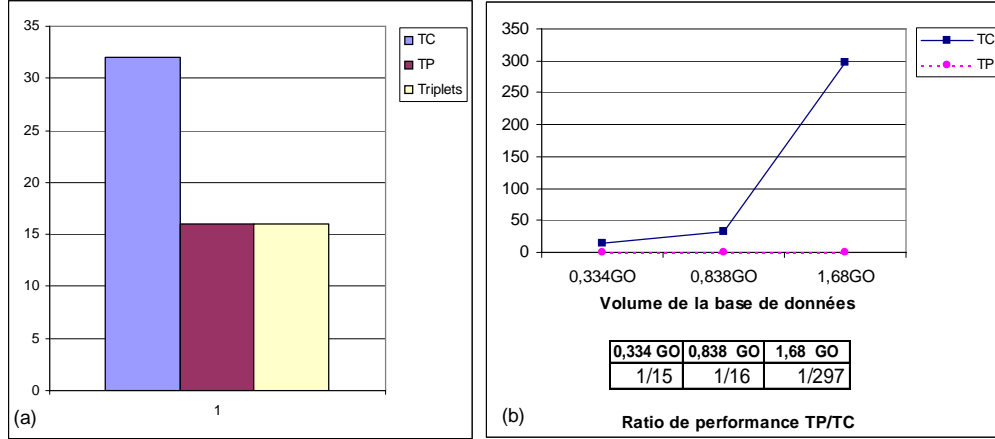 35
30
25
20
15
10
5
0
1
TC
TP
Triplets
(a)
350
300
250
200
150
100
50
0
0,334GO 0,838GO 1,68GO
Volume de la base de données
TC
TP
0,334 GO 0,838 GO 1,68 GO
1/15 1/16 1/297
(b)
Ratio de performance TP/TC